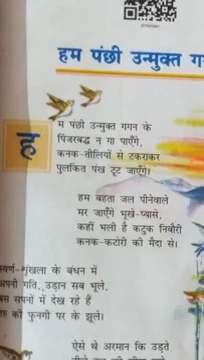 हम पंछी उन्मुक्त
हम पंछी उन्मुक्त गगन के
पिंजरबद्ध न गा पाएँगे,
कनक-तीलियों से टकराकर
पुलकित पंख टूट जाएँगे।
हम बहता जल पीनेवाले
मर जाएँगे भूखे-प्यासे,
कहीं भली है कटुक निबौरी
कनक-कटोरी की मैदा से।
स्वर्ण-शृंखला के बंधन में
अपनी गति, उड़ान सब भूले,
बस सपनों में देख रहे हैं
तरु की फुनगी पर के झूले।
ऐसे थे अरमान कि उड़ते